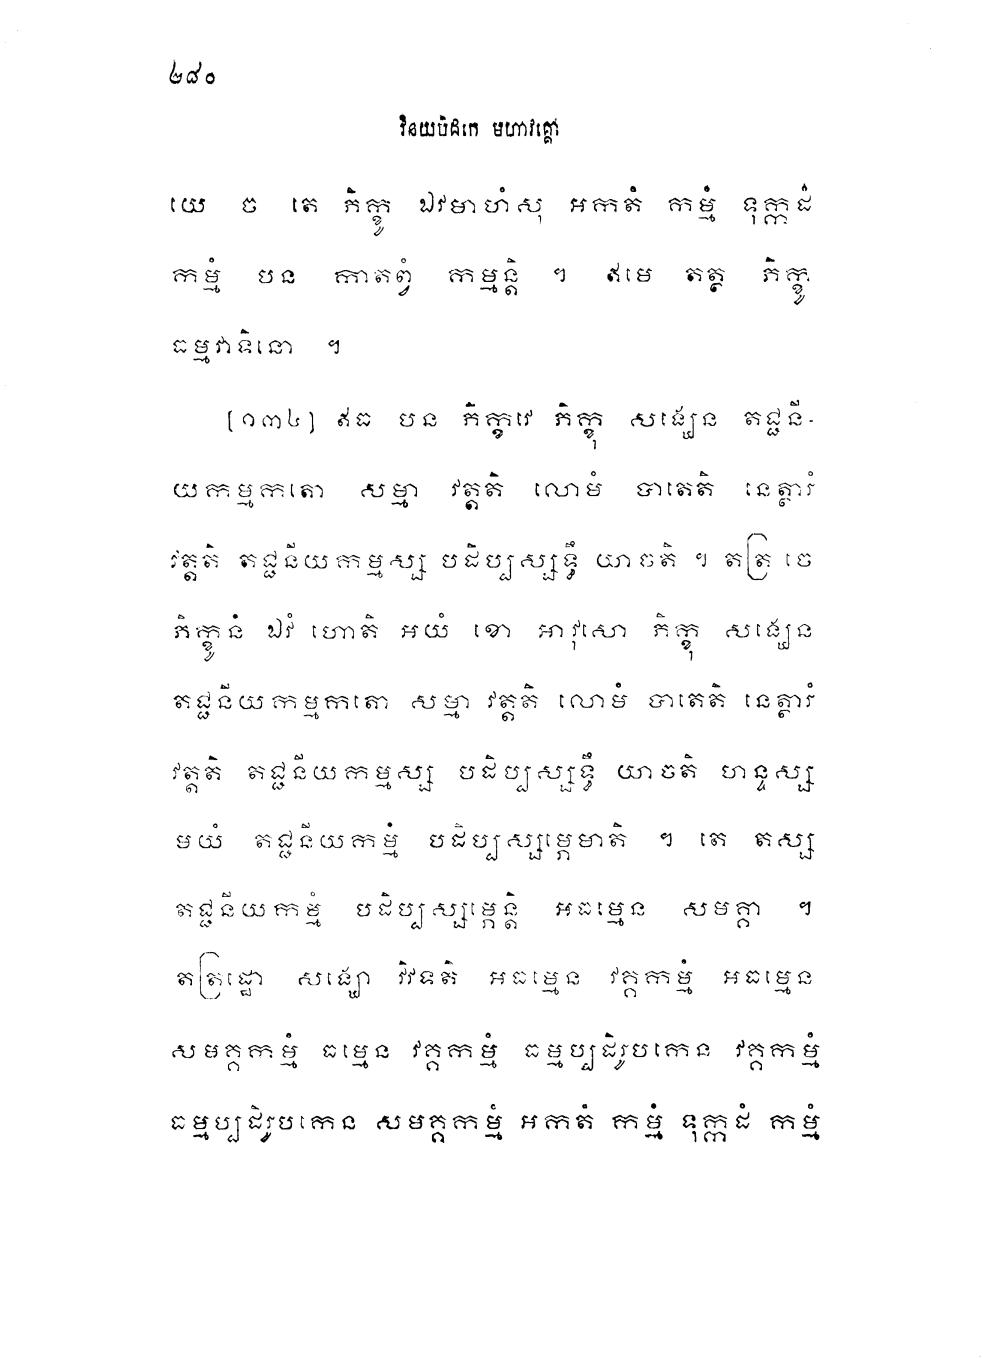 ២៨០
វិនយបិដកេ មហាវគ្គោ
យេ ច តេ ភិក្ខូ ឯវមាហំសុ អកតំ កម្មំ ទុក្កដំ
កម្មំ បន កាតព្វំ កម្មន្តិ ។ ឥមេ តត្ថ ភិក្ខូ
ធម្មវាទិនោ ។
[១៣៤] ឥធ បន ភិក្ខវេ ភិក្ខុ សង្ឃេន តជ្ជនី-
យកម្មកតោ សម្មា វត្តតិ លោមំ បាតេតិ នេត្ថារំ
វត្តតិ តជ្ជនីយកម្មស្ស បដិប្បស្សទ្ធឹ យាចតិ ។ តត្រ ចេ
ភិក្ខូនំ ឯវំ ហោតិ អយំ ខោ អាវុសោ ភិក្ខុ សង្ឃេន
តជ្ជនីយកម្មកតោ សម្មា វត្តតិ លោមំ បាតេតិ នេត្ថារំ
វត្តតិ តជ្ជនីយកម្មស្ស បដិប្បស្សទ្ធឹ យាចតិ ហន្ទស្ស
មយំ តជ្ជនីយកម្មំ បដិប្បស្សម្ភេមាតិ ។ តេ តស្ស
តជ្ជនីយកម្មំ បដិប្បស្សម្ភេន្តិ អធម្មេន សមគ្គា ។
តត្រដ្ឋោ សង្ឃោ វិវទតិ អធម្មេន វគ្គកម្មំ អធម្មេន
សមគ្គកម្មំ ធម្មេន វគ្គកម្មំ ធម្មប្បដិរូបកេន វគ្គកម្មំ
ធម្មប្បដិរូបកេន សមគ្គកម្មំ អកតំ កម្មំ ទុក្កដំ កម្មំ